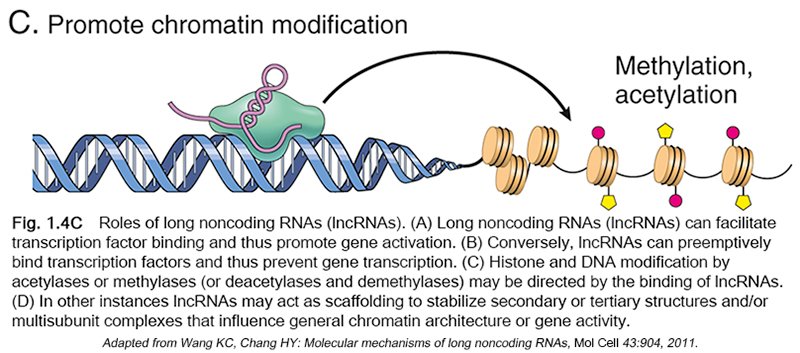 C. Promote chromatin modification
Methylation,
acetylation
Fig. 1.4C Roles of long noncoding RNAs (lncRNAs). (A) Long noncoding RNAs (lncRNAs) can facilitate
transcription factor binding and thus promote gene activation. (B) Conversely, lncRNAs can preemptively
bind transcription factors and thus prevent gene transcription. (C) Histone and DNA modification by
acetylases or methylases (or deacetylases and demethylases) may be directed by the binding of lncRNAs.
(D) In other instances lncRNAs may act as scaffolding to stabilize secondary or tertiary structures and/or
multisubunit complexes that influence general chromatin architecture or gene activity.
Adapted from Wang KC, Chang HY: Molecular mechanisms of long noncoding RNAs, Mol Cell 43:904, 2011.